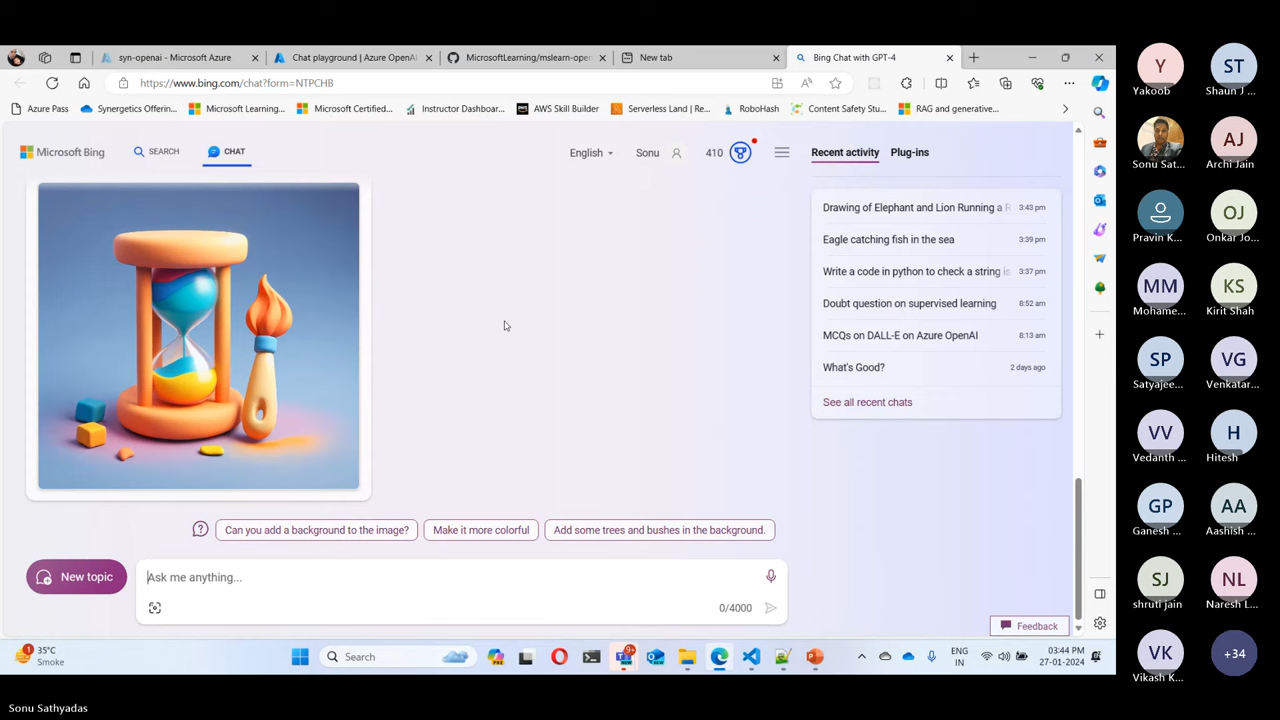 syn-openai - Microsoft Azure
Chat playground | Azure OpenAI
MicrosoftLearning/mslearn-open
New tab
Bing Chat with GPT-4
https://www.bing.com/chat?form=NTPCHB
Azure Pass
Synergetics Offerin...
Microsoft Learning...
Microsoft Certified...
Instructor Dashboar...
AWS Skill Builder
Serverless Land | Re...
RoboHash
Content Safety Stu...
RAG and generative...
Microsoft Bing
SEARCH
CHAT
English
Sonu
410
Recent activity
Plug-ins
Drawing of Elephant and Lion Running a R
3:43 pm
Eagle catching fish in the sea
3:39 pm
Write a code in python to check a string is
3:37 pm
Doubt question on supervised learning
8:52 am
MCQs on DALL-E on Azure OpenAI
8:13 am
What's Good?
2 days ago
See all recent chats
Can you add a background to the image?
Make it more colorful
Add some trees and bushes in the background.
New topic
Ask me anything...
0/4000
Feedback
1
35°C
Smoke
Search
PRE
9+
NEW
ENG
IN
03:44 PM
27-01-2024
Y
Yakoob
ST
Shaun J ...
Sonu Sat...
AJ
Archi Jain
Pravin K...
OJ
Onkar Jo...
MM
Mohame...
KS
Kirit Shah
SP
Satyajee...
VG
Venkatar...
VV
Vedanth ...
H
Hitesh
GP
Ganesh ...
AA
Aashish ...
SJ
shruti jain
NL
Naresh L...
VK
Vikash K...
+34
Sonu Sathyadas